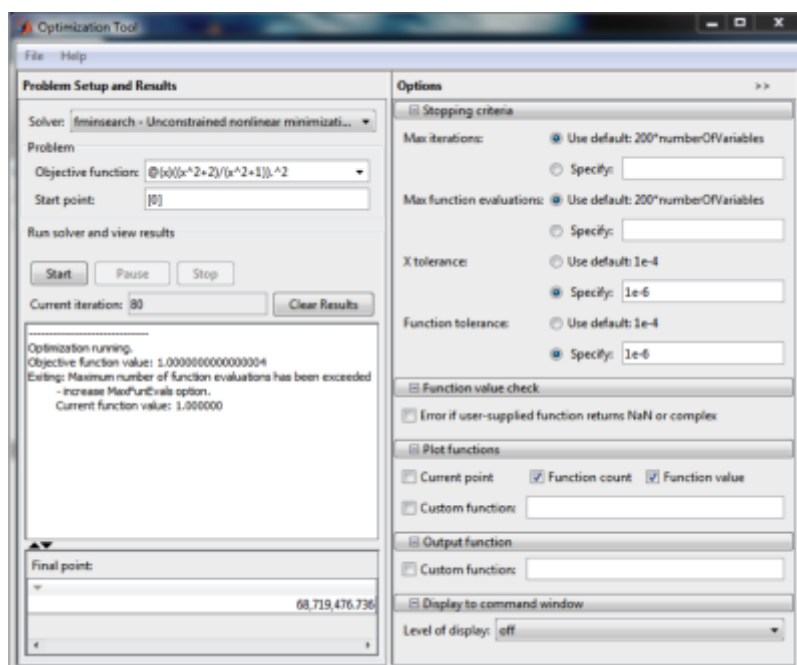 Optimization Tool
File Help
Problem Setup and Results
Solver: fminsearch - Unconstrained nonlinear minimizati...
Problem
Objective function: @(x)((x^2+2)/(x^2+1)).^2
Start point: [0]
Run solver and view results
Start Pause Stop
Current iteration: 80 Clear Results
Optimization running.
Objective function value: 1.0000000000000004
Exiting: Maximum number of function evaluations has been exceeded
- increase MaxFunEvals option.
Current function value: 1.000000
Final point:
68,719,476.736
Options >>
Stopping criteria
Max iterations: Use default: 200*numberOfVariables
Specify:
Max function evaluations: Use default: 200*numberOfVariables
Specify:
X tolerance: Use default: 1e-4
Specify: 1e-6
Function tolerance: Use default: 1e-4
Specify: 1e-6
Function value check
Error if user-supplied function returns NaN or complex
Plot functions
Current point Function count Function value
Custom function:
Output function
Custom function:
Display to command window
Level of display: off